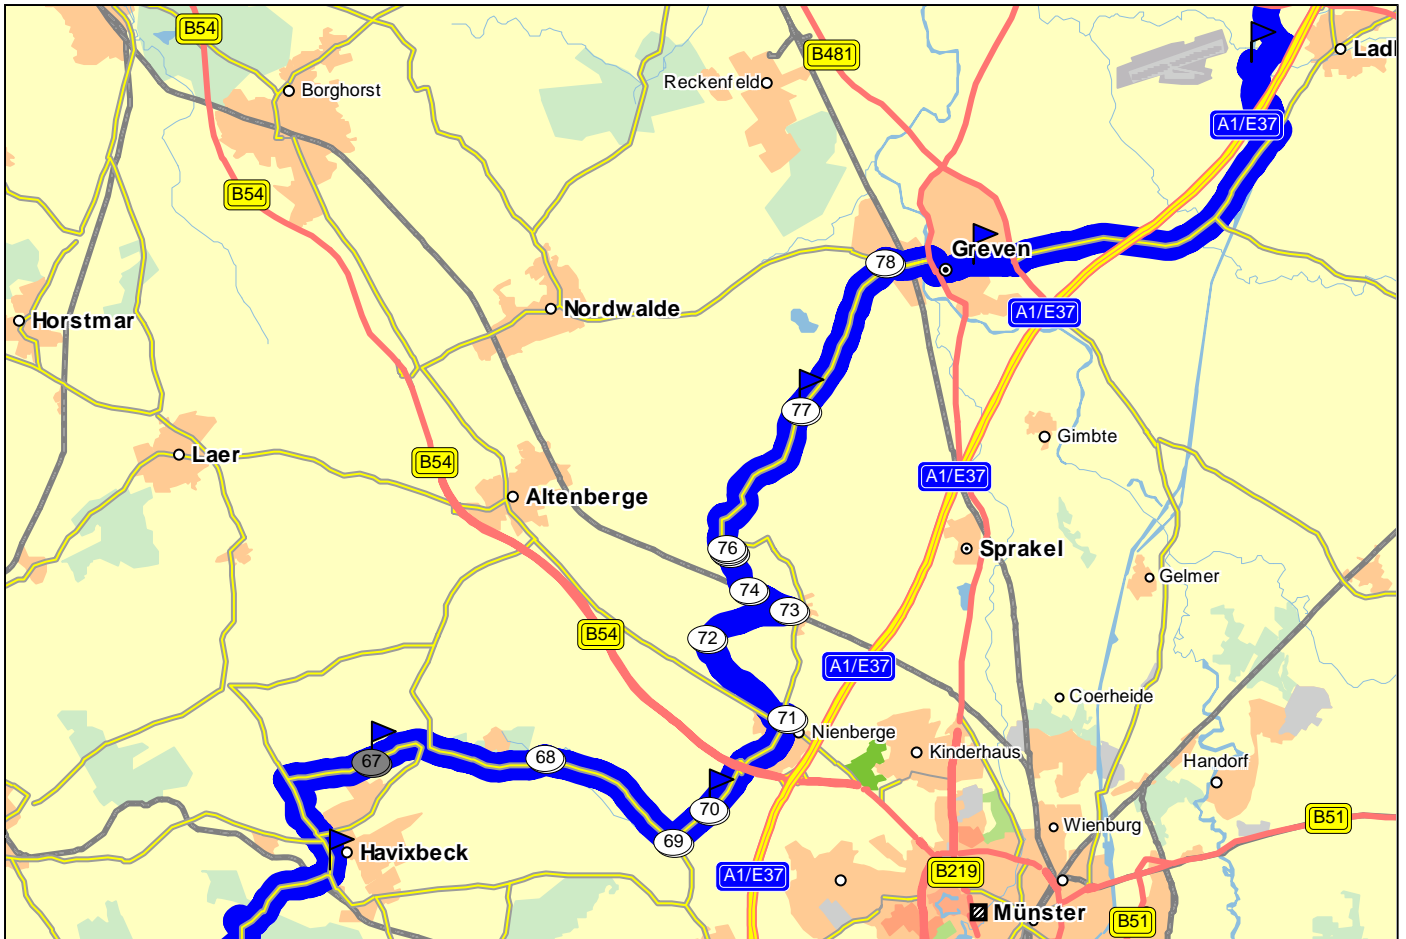 B54
B481
Ladl
Reckenfeld
Borghorst
A1/E37
B54
Greven
78
Nordwalde
A1/E37
Horstmar
77
Gimbte
Laer
B54
A1/E37
Altenberge
76
Sprakel
Gelmer
74
73
B54
72
A1/E37
Coerheide
71
Nienberge
Kinderhaus
67
68
Handorf
70
B51
Wienburg
69
Havixbeck
A1/E37
B219
Münster
B51